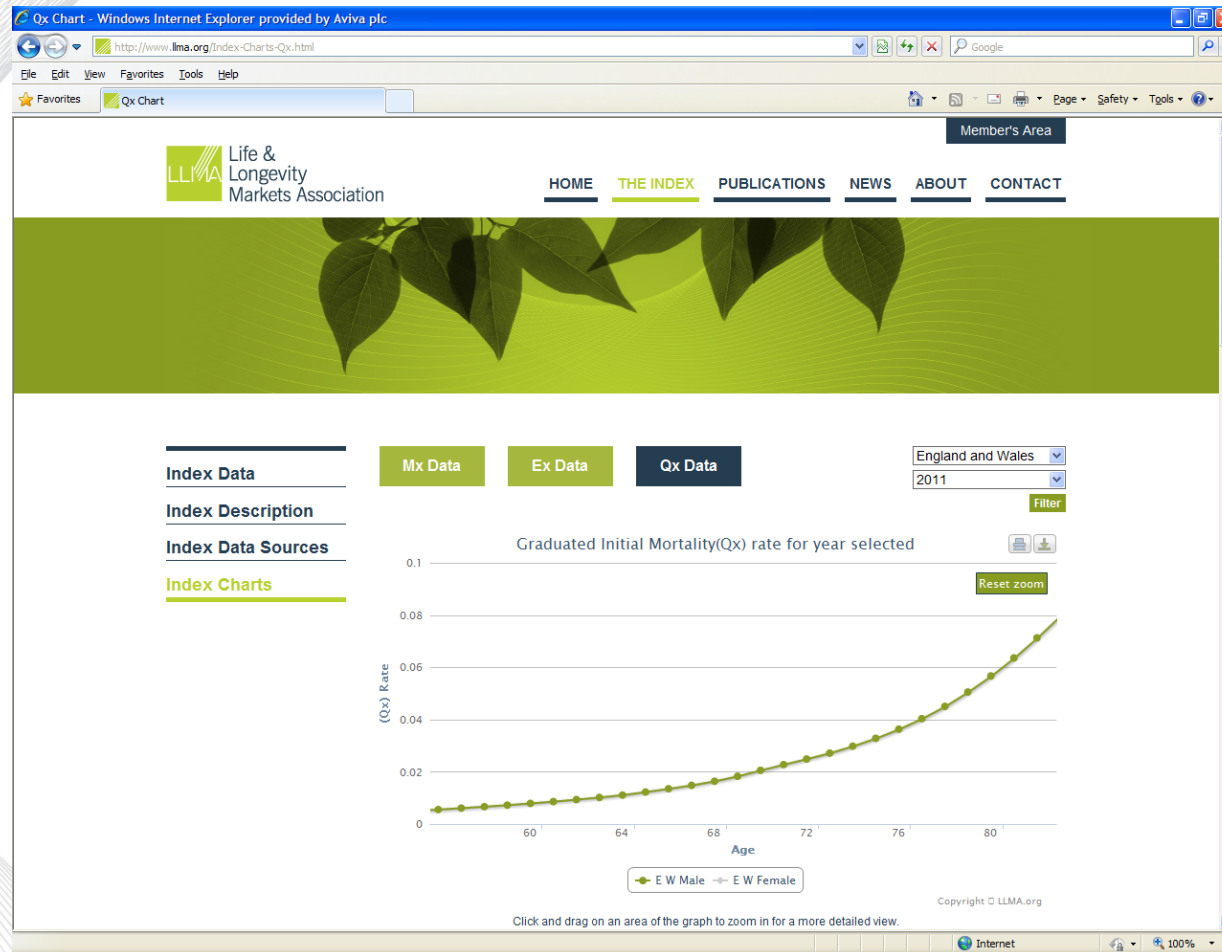 Qx Chart - Windows Internet Explorer provided by Aviva plc
http://www.llma.org/Index-Charts-Qx.html
Google
File Edit View Favorites Tools Help
Favorites Qx Chart Page Safety Tools
Member's Area
LLMA Life &
Longevity
Markets Association
HOME THE INDEX PUBLICATIONS NEWS ABOUT CONTACT
Index Data
Index Description
Index Data Sources
Index Charts
Mx Data Ex Data Qx Data
England and Wales
2011
Filter
Graduated Initial Mortality(Qx) rate for year selected
Reset zoom
0.1
0.08
0.06
0.04
0.02
0
(Qx) Rate
60 64 68 72 76 80
Age
E W Male E W Female
Copyright LLMA.org
Click and drag on an area of the graph to zoom in for a more detailed view.
Internet 100%